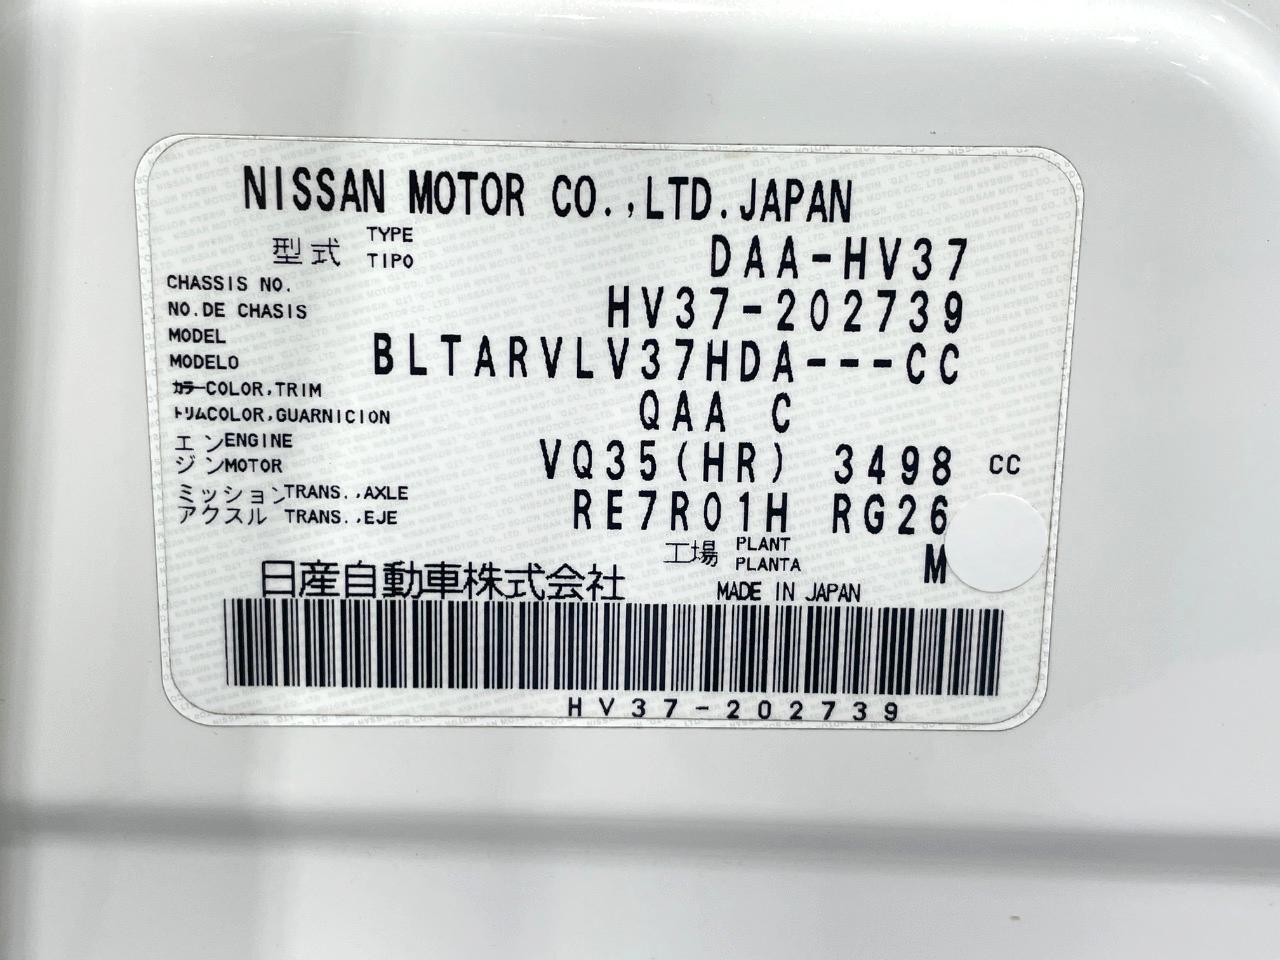 NISSAN MOTOR CO.,LTD.JAPAN
型式 TYPE TIPO DAA-HV37
CHASSIS NO.
NO.DE CHASIS HV37-202739
MODEL
MODELO BLTARVLV37HDA---CC
カラーCOLOR,TRIM
トリムCOLOR,GUARNICION QAA C
エンENGINE
ジンMOTOR VQ35(HR) 3498 CC
ミッションTRANS.,AXLE
アクスル TRANS.,EJE RE7R01H RG26
工場 PLANT PLANTA M
日産自動車株式会社 MADE IN JAPAN
HV37-202739